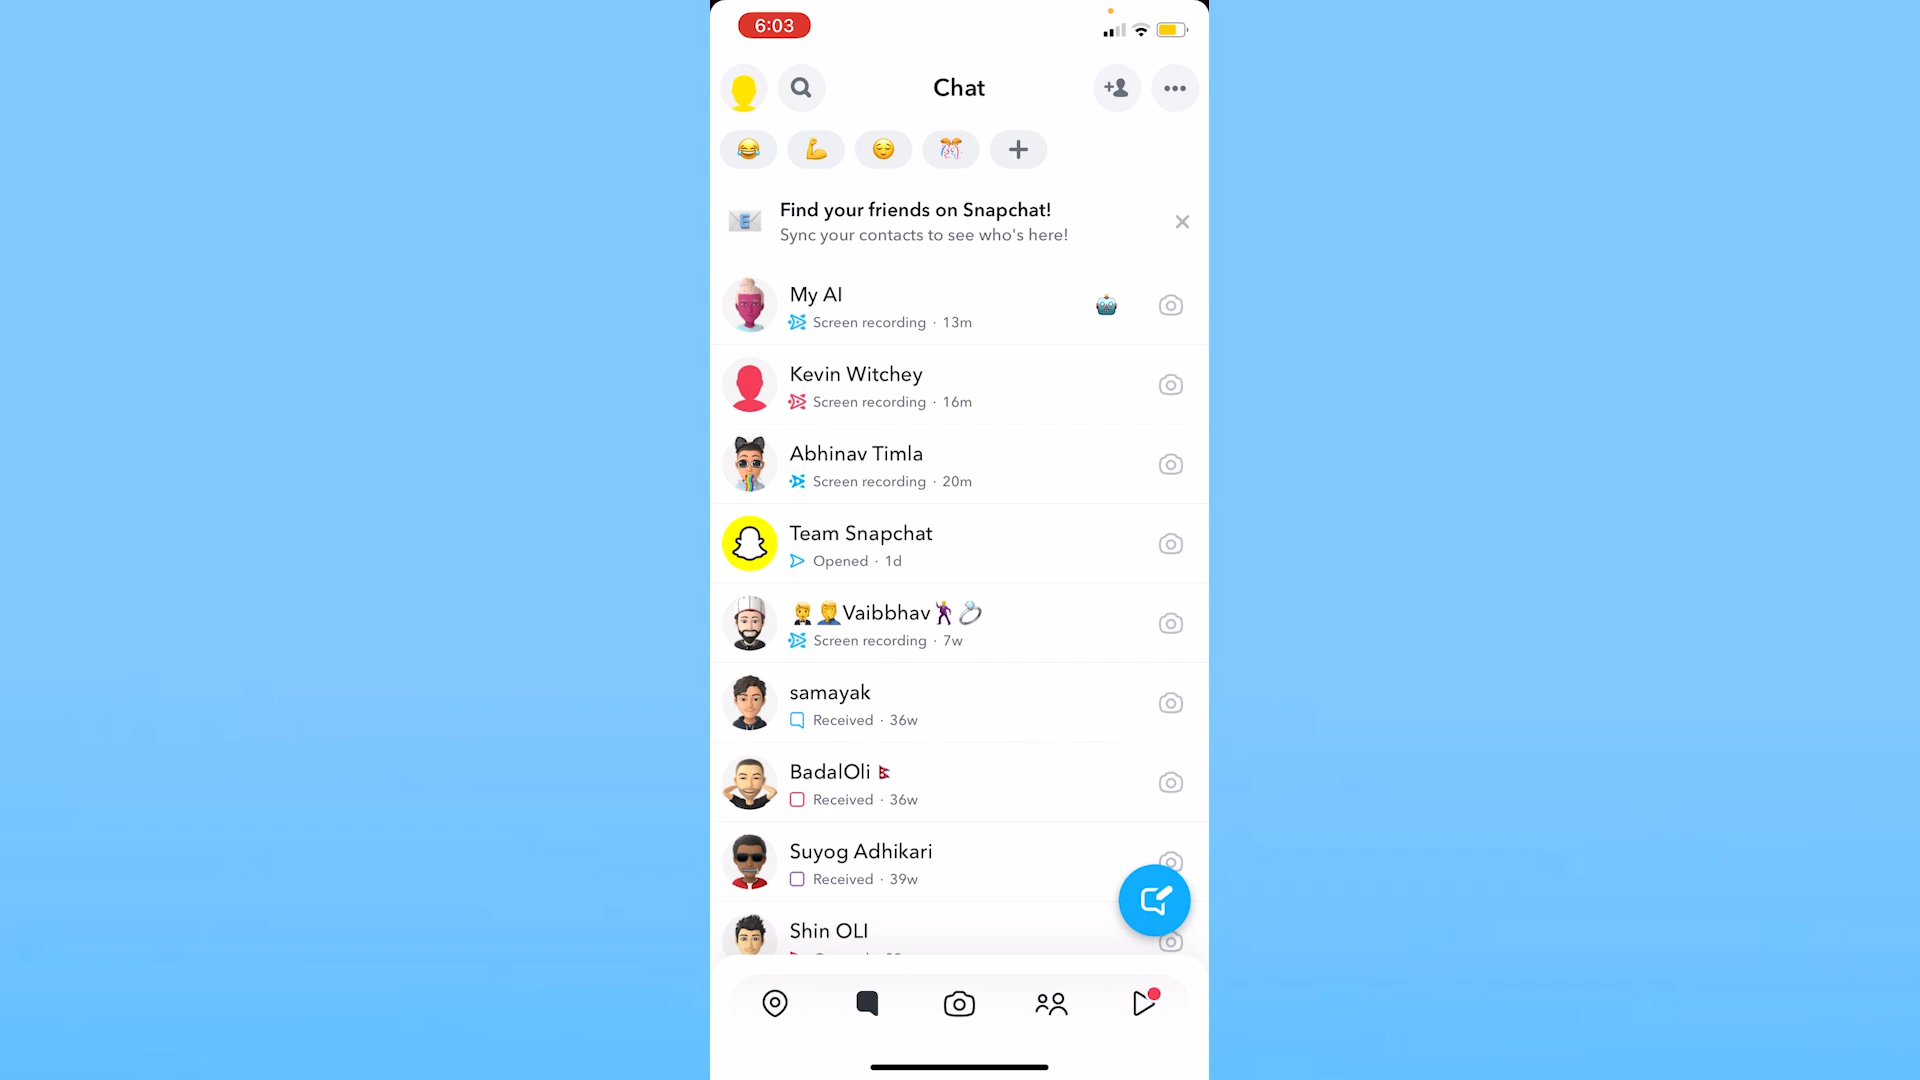 6:03
Chat
Find your friends on Snapchat!
Sync your contacts to see who's here!
My AI
Screen recording · 13m
Kevin Witchey
Screen recording · 16m
Abhinav Timla
Screen recording · 20m
Team Snapchat
Opened · 1d
🤵🤦Vaibbhav🕺💍
Screen recording · 7w
samayak
Received · 36w
BadalOli 🇳🇵
Received · 36w
Suyog Adhikari
Received · 39w
Shin OLI